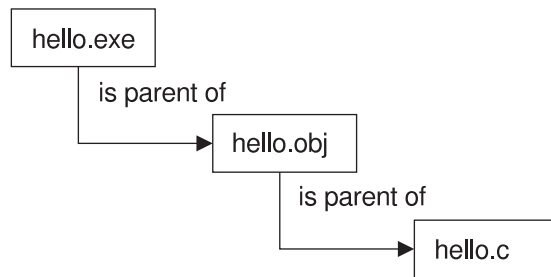 hello.exe
is parent of
hello.obj
is parent of
hello.c